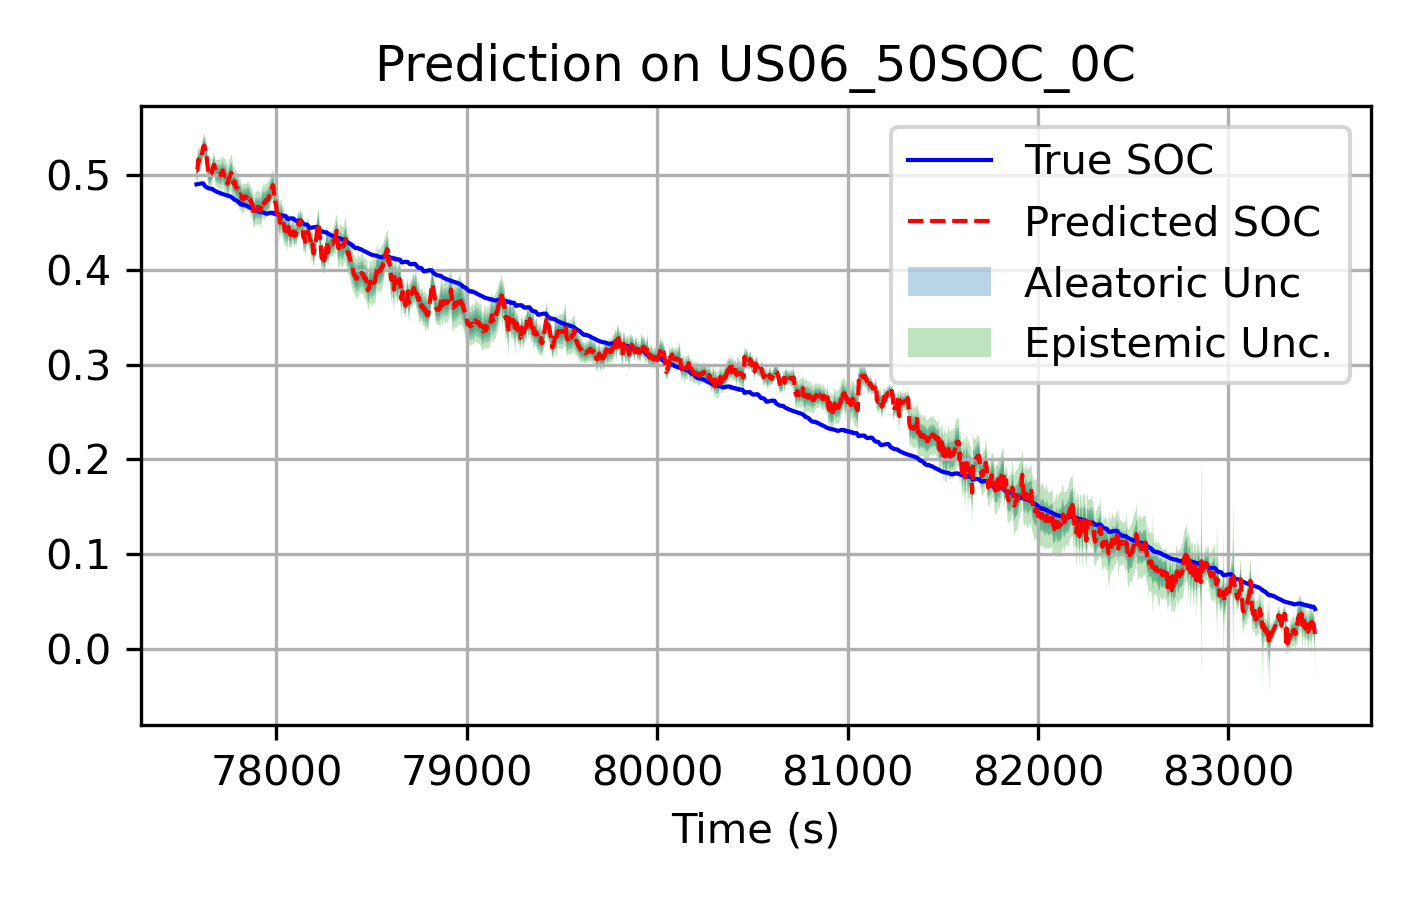 Prediction on US06_50SOC_0C
True SOC
Predicted SOC
Aleatoric Unc
Epistemic Unc.
0.5
0.4
0.3
0.2
0.1
0.0
78000 79000 80000 81000 82000 83000
Time (s)